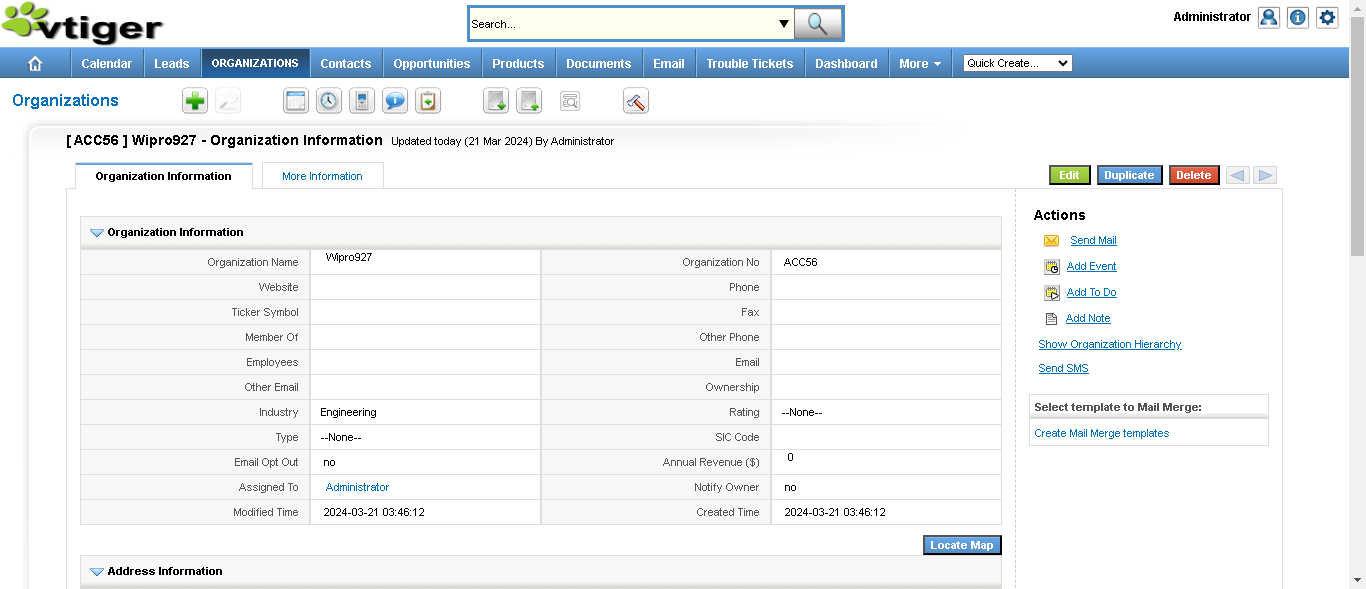 vtiger
Search...
Administrator
Calendar Leads ORGANIZATIONS Contacts Opportunities Products Documents Email Trouble Tickets Dashboard More Quick Create...
Organizations
[ ACC56 ] Wipro927 - Organization Information Updated today (21 Mar 2024) By Administrator
Organization Information More Information Edit Duplicate Delete
Organization Information
Organization Name Wipro927 Organization No ACC56
Website Phone
Ticker Symbol Fax
Member Of Other Phone
Employees Email
Other Email Ownership
Industry Engineering Rating --None--
Type --None-- SIC Code
Email Opt Out no Annual Revenue ($) 0
Assigned To Administrator Notify Owner no
Modified Time 2024-03-21 03:46:12 Created Time 2024-03-21 03:46:12
Locate Map
Address Information
Actions
Send Mail
Add Event
Add To Do
Add Note
Show Organization Hierarchy
Send SMS
Select template to Mail Merge:
Create Mail Merge templates